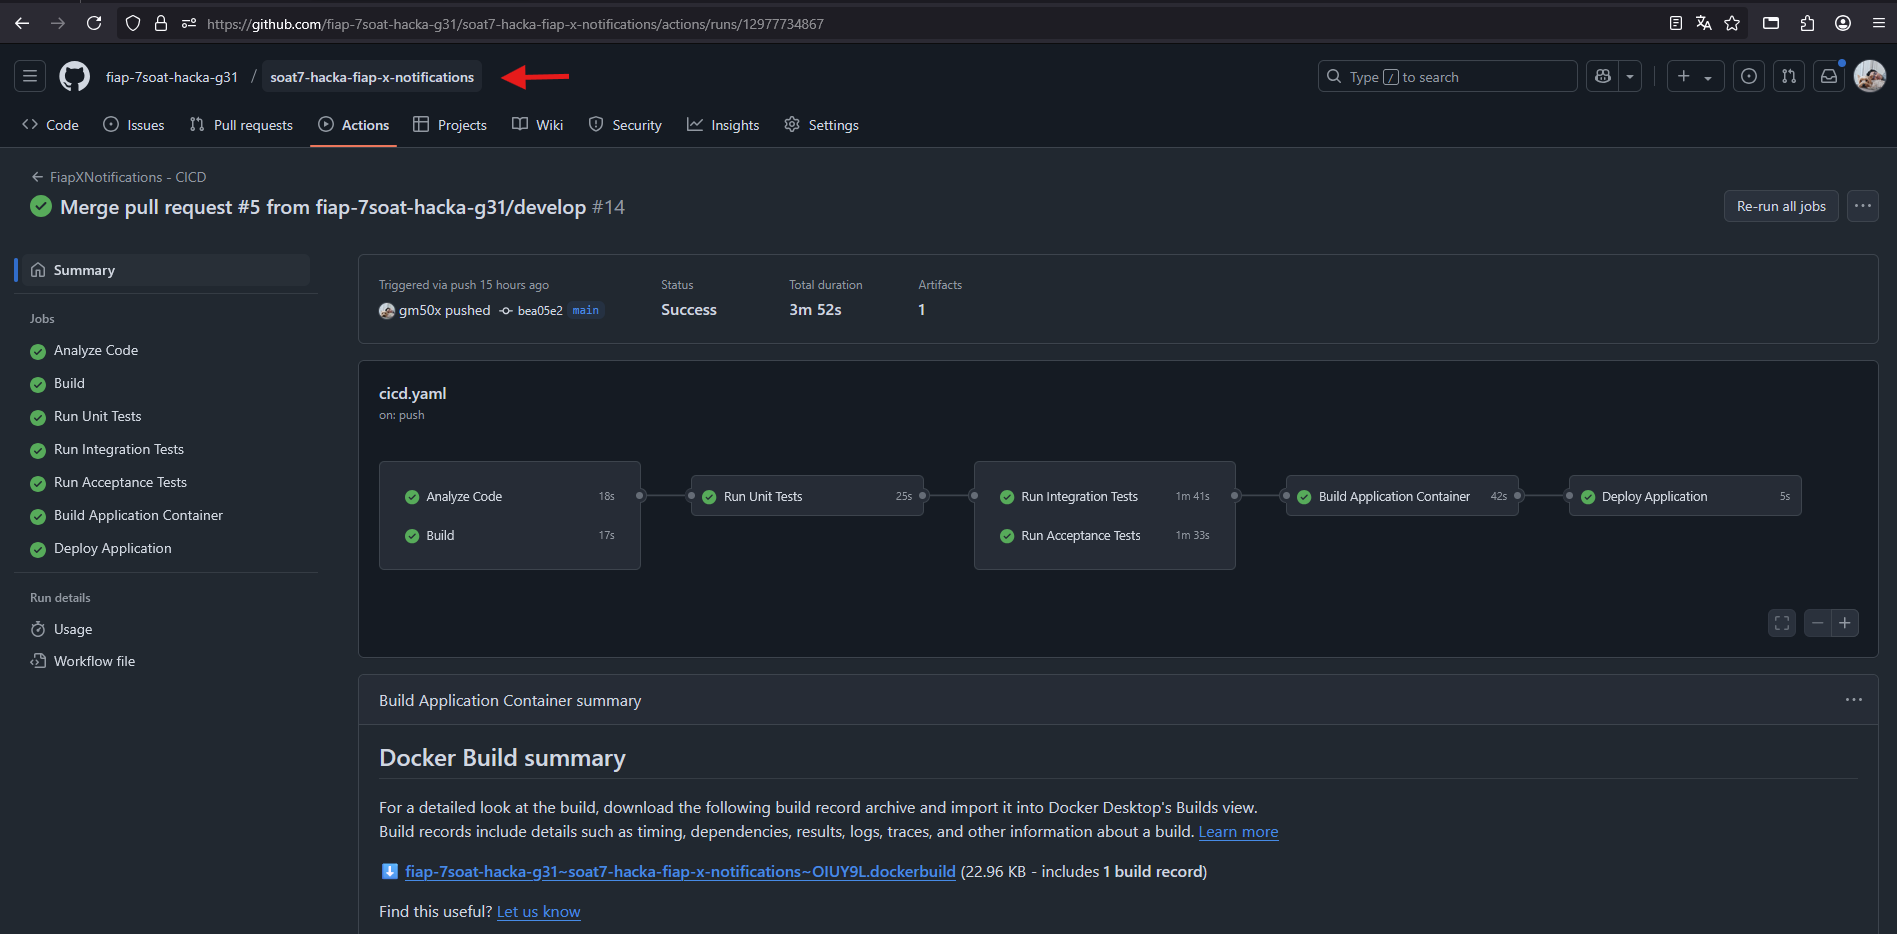 https://github.com/fiap-7soat-hacka-g31/soat7-hacka-fiap-x-notifications/actions/runs/12977734867
fiap-7soat-hacka-g31 / soat7-hacka-fiap-x-notifications
Type / to search
Code Issues Pull requests Actions Projects Wiki Security Insights Settings
FiapXNotifications - CICD
Merge pull request #5 from fiap-7soat-hacka-g31/develop #14
Re-run all jobs
Summary
Jobs
Analyze Code
Build
Run Unit Tests
Run Integration Tests
Run Acceptance Tests
Build Application Container
Deploy Application
Run details
Usage
Workflow file
Triggered via push 15 hours ago Status Total duration Artifacts
gm50x pushed bea05e2 main Success 3m 52s 1
cicd.yaml
on: push
Analyze Code 18s
Build 17s
Run Unit Tests 25s
Run Integration Tests 1m 41s
Run Acceptance Tests 1m 33s
Build Application Container 42s
Deploy Application 5s
Build Application Container summary
Docker Build summary
For a detailed look at the build, download the following build record archive and import it into Docker Desktop's Builds view.
Build records include details such as timing, dependencies, results, logs, traces, and other information about a build. Learn more
fiap-7soat-hacka-g31~soat7-hacka-fiap-x-notifications~OIUY9L.dockerbuild (22.96 KB - includes 1 build record)
Find this useful? Let us know